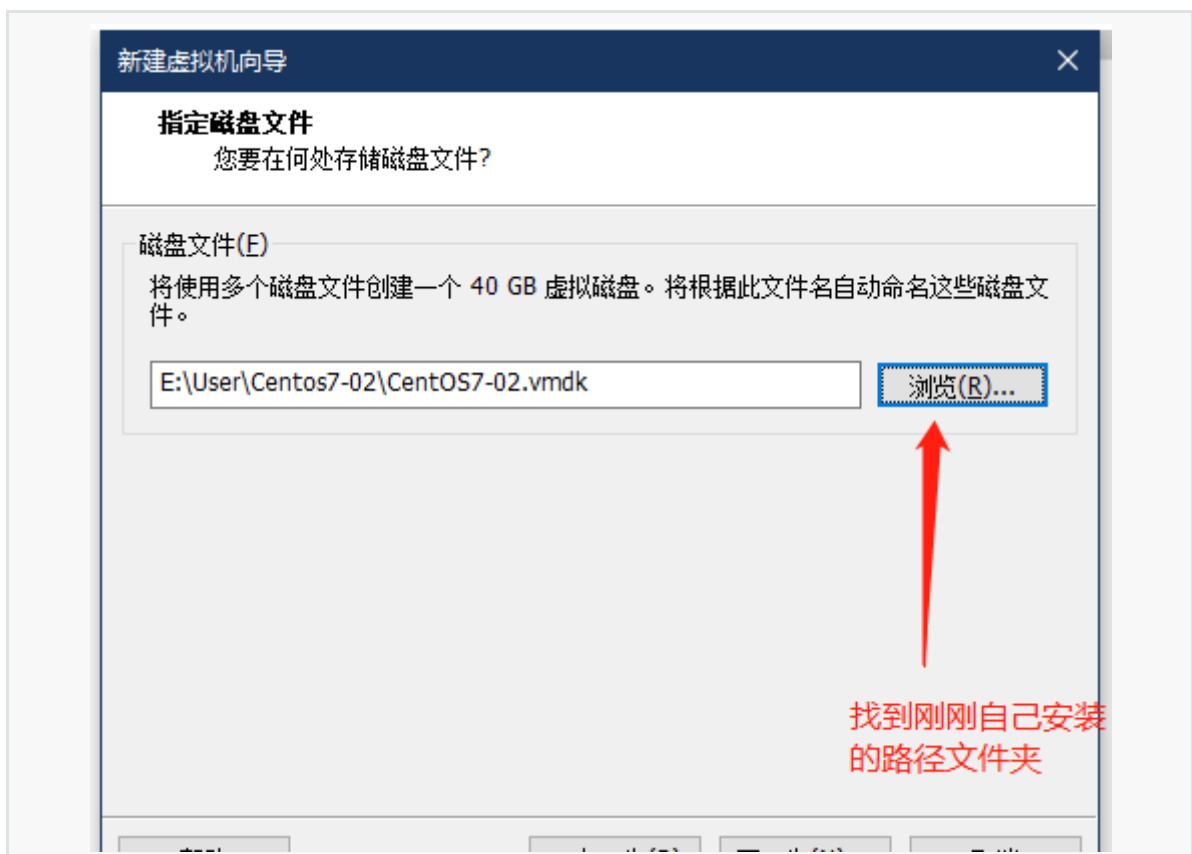 新建虚拟机向导
指定磁盘文件
您要在何处存储磁盘文件?
磁盘文件(F)
将使用多个磁盘文件创建一个 40 GB 虚拟磁盘。将根据此文件名自动命名这些磁盘文
件。
E:\User\Centos7-02\CentOS7-02.vmdk
浏览(R)...
找到刚刚自己安装
的路径文件夹